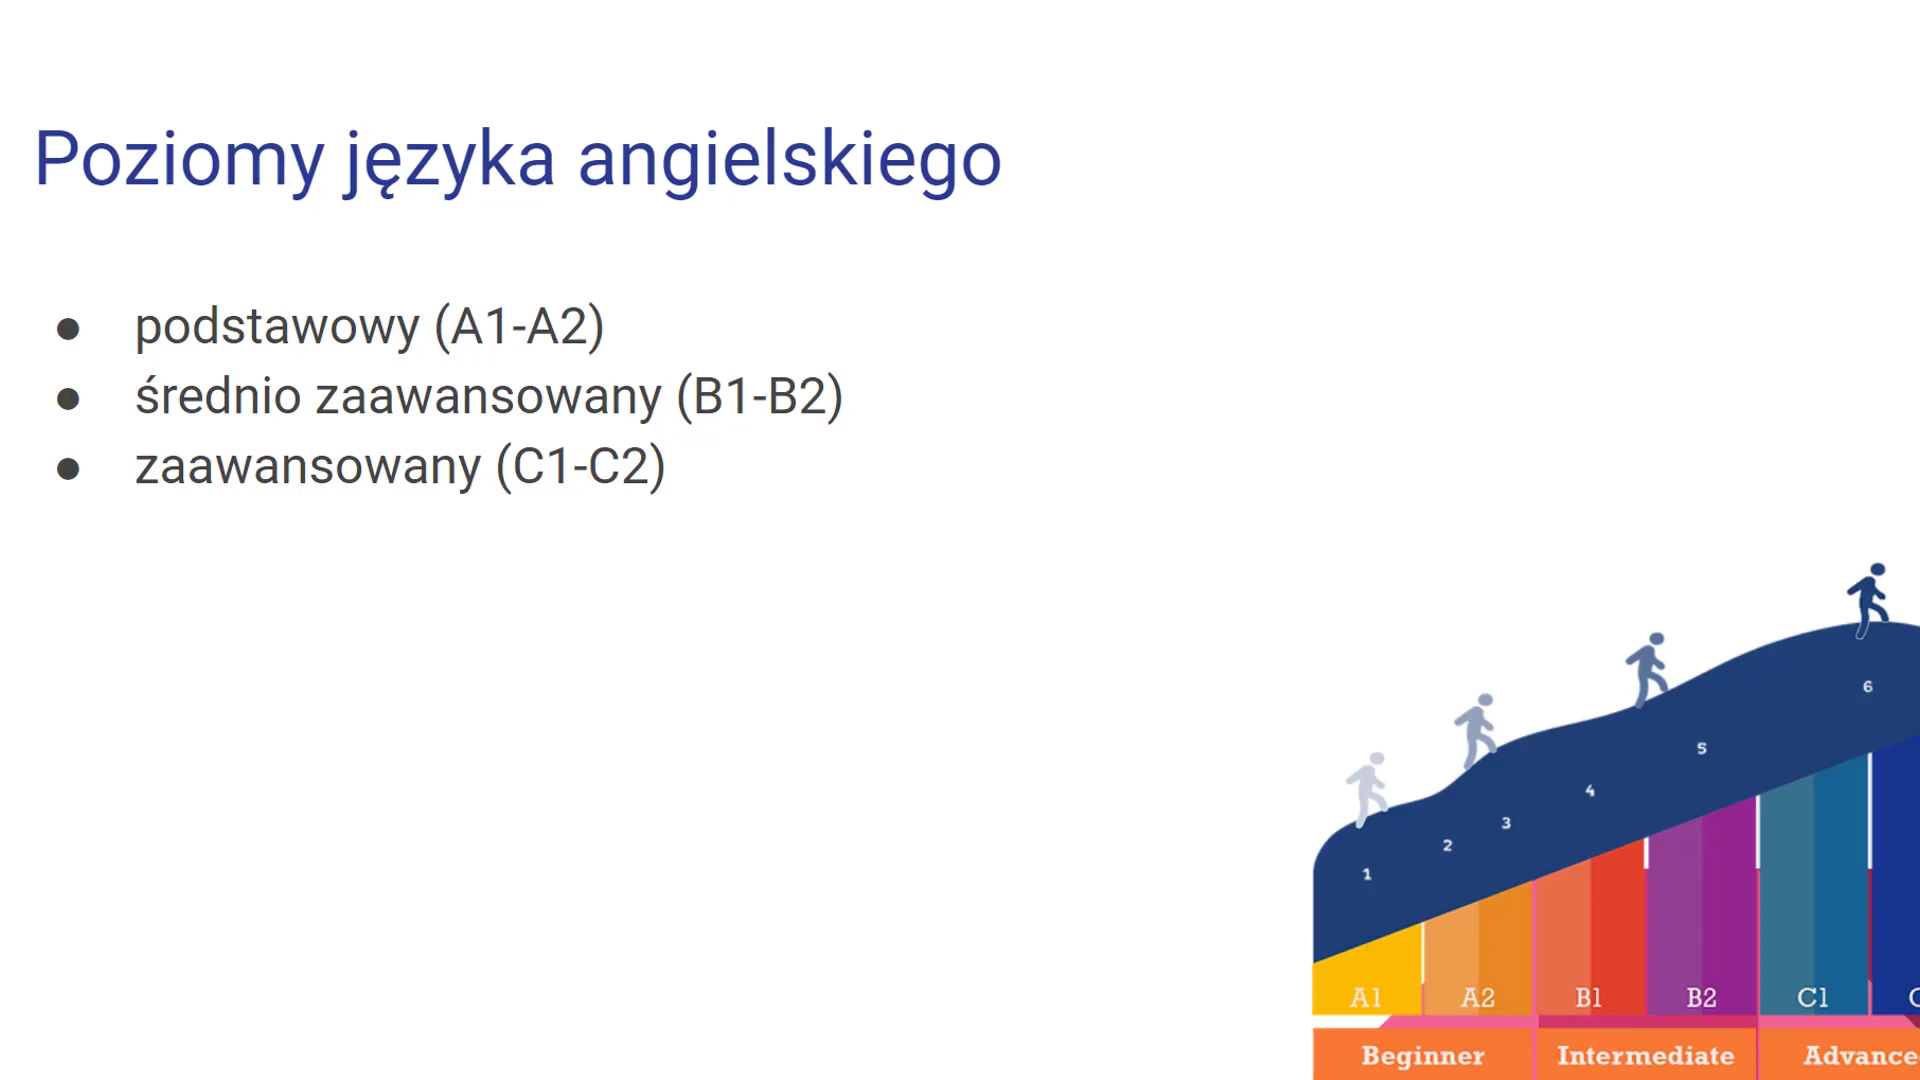 Poziomy języka angielskiego
● podstawowy (A1-A2)
● średnio zaawansowany (B1-B2)
● zaawansowany (C1-C2)
6
5
4
3
2
1
A1 A2 B1 B2 C1
Beginner Intermediate